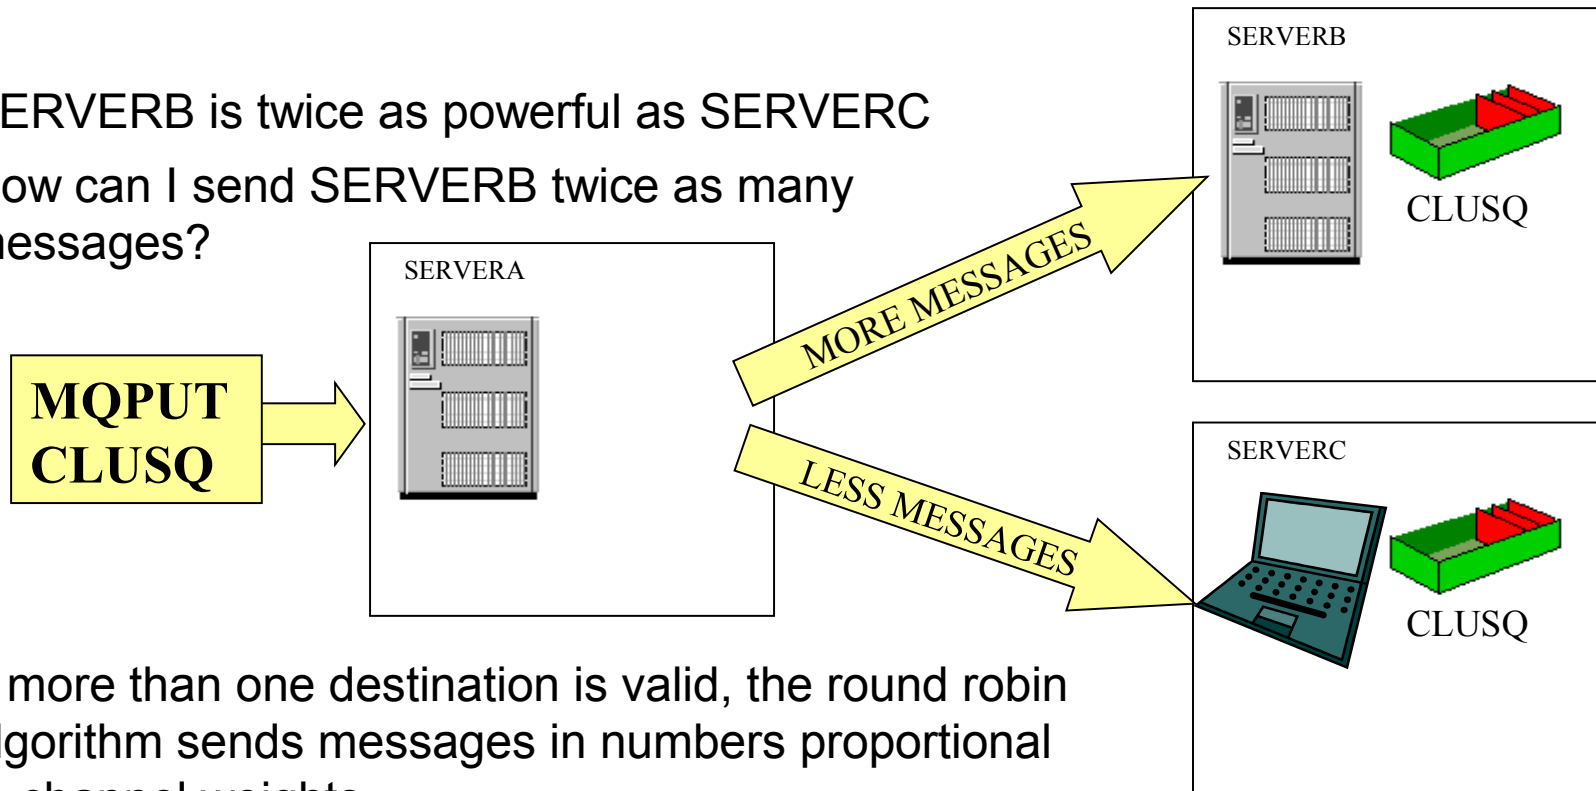 ERVERB is twice as powerful as SERVERC
ow can I send SERVERB twice as many
essages?
SERVERA
MQPUT
CLUSQ
MORE MESSAGES
LESS MESSAGES
SERVERB
CLUSQ
SERVERC
CLUSQ
more than one destination is valid, the round robin
lgorithm sends messages in numbers proportional
channel weights